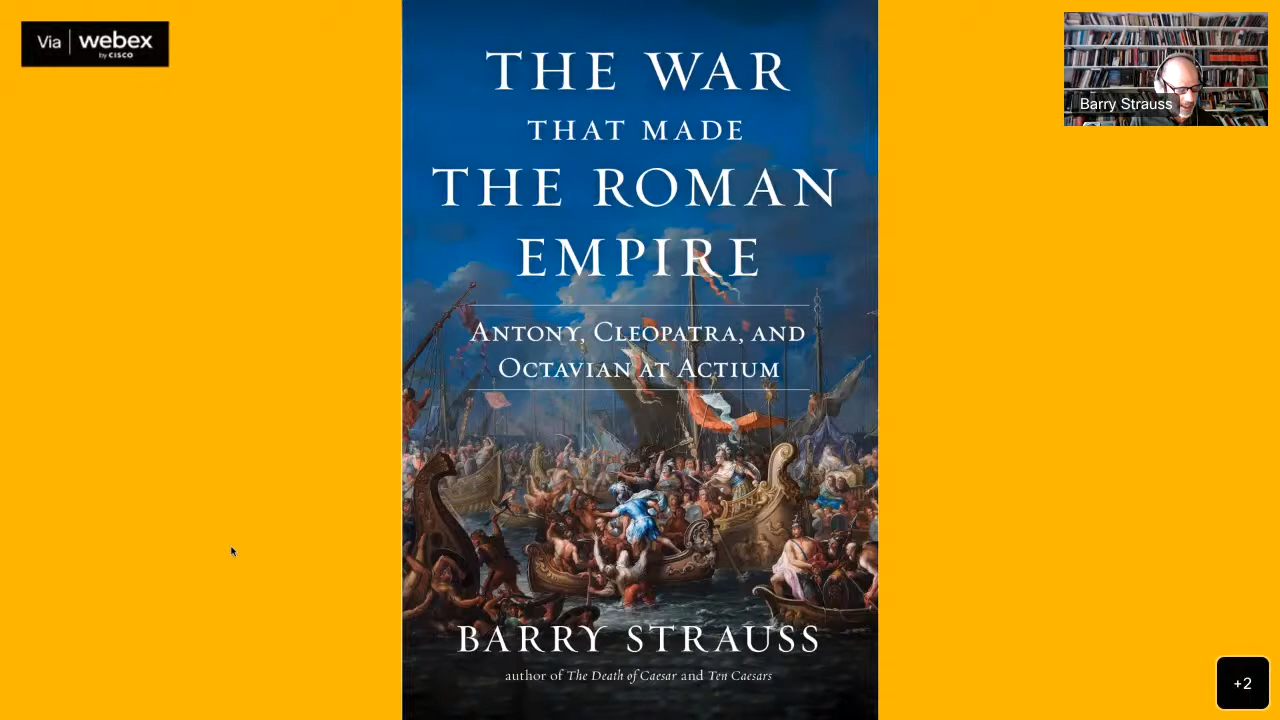 Via webex
by CISCO
THE WAR
THAT MADE
THE ROMAN
EMPIRE
ANTONY, CLEOPATRA, AND
OCTAVIAN AT ACTIUM
BARRY STRAUSS
author of The Death of Caesar and Ten Caesars
Barry Strauss
+2